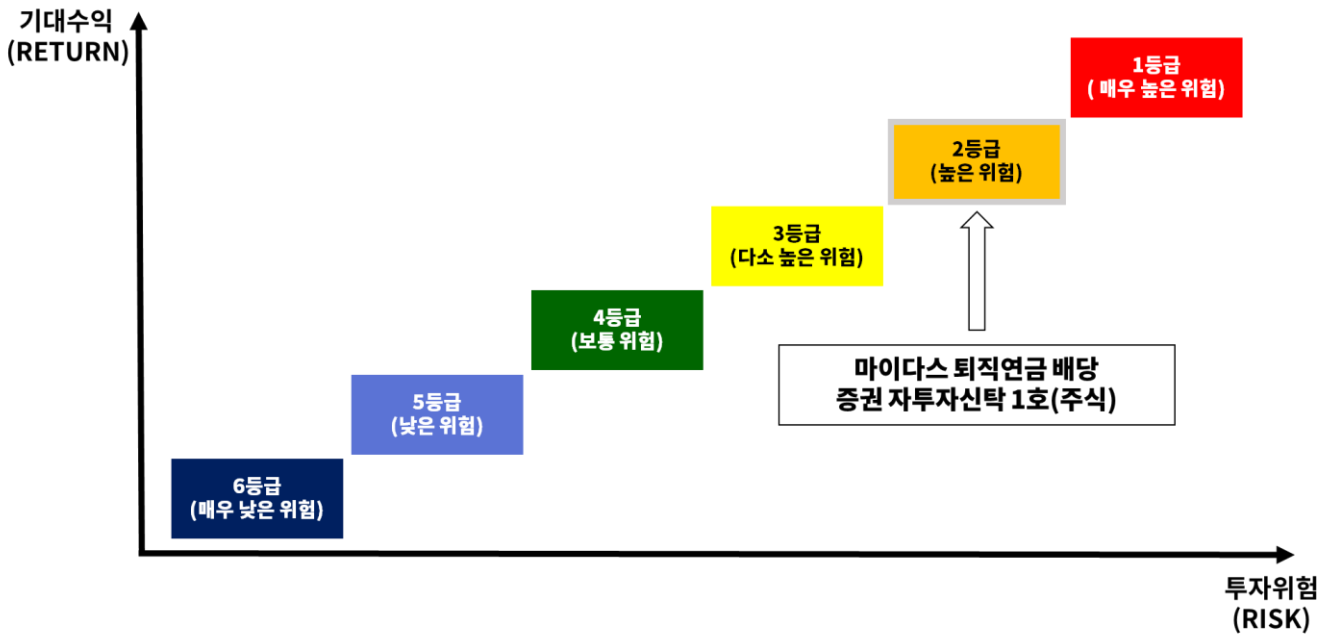 기대수익
(RETURN)
1등급
( 매우 높은 위험)
2등급
(높은 위험)
3등급
(다소 높은 위험)
4등급
(보통 위험)
마이다스 퇴직연금 배당
증권 자투자신탁 1호(주식)
5등급
(낮은 위험)
6등급
(매우 낮은 위험)
투자위험
(RISK)